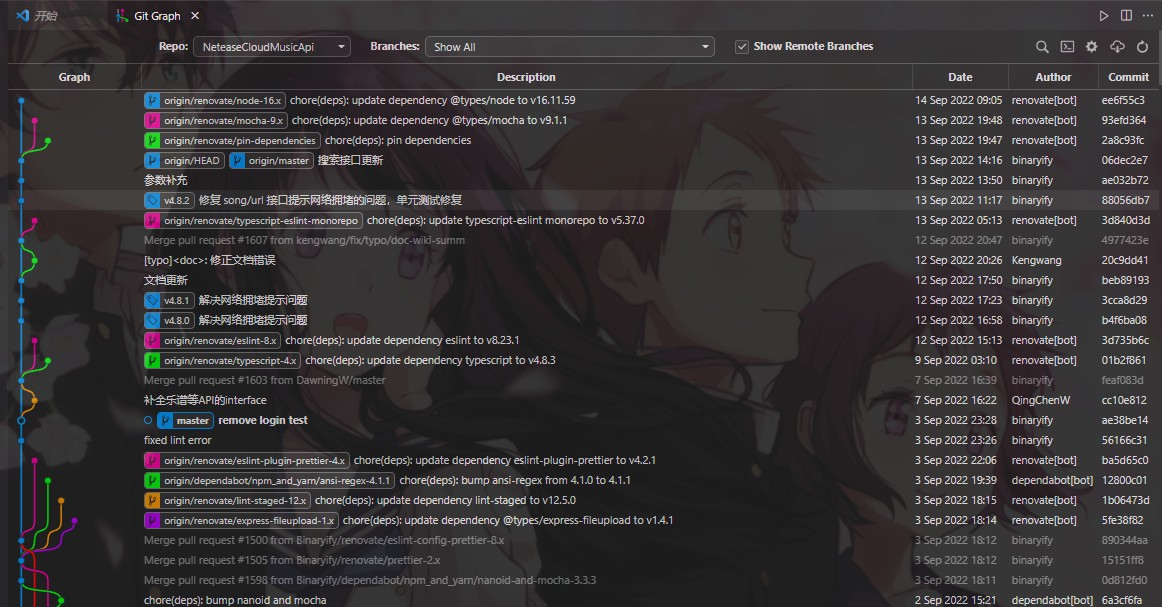 开始 Git Graph
Repo: NeteaseCloudMusicApi Branches: Show All Show Remote Branches
Graph Description Date Author Commit
origin/renovate/node-16.x chore(deps): update dependency @types/node to v16.11.59 14 Sep 2022 09:05 renovate[bot] ee6f55c3
origin/renovate/mocha-9.x chore(deps): update dependency @types/mocha to v9.1.1 13 Sep 2022 19:48 renovate[bot] 93efd364
origin/renovate/pin-dependencies chore(deps): pin dependencies 13 Sep 2022 19:47 renovate[bot] 2a8c93fc
origin/HEAD origin/master 搜索接口更新 13 Sep 2022 14:16 binaryify 06dec2e7
参数补充 13 Sep 2022 13:50 binaryify ae032b72
v4.8.2 修复 song/url 接口提示网络拥堵的问题，单元测试修复 13 Sep 2022 11:17 binaryify 88056db7
origin/renovate/typescript-eslint-monorepo chore(deps): update typescript-eslint monorepo to v5.37.0 13 Sep 2022 05:13 renovate[bot] 3d840d3d
Merge pull request #1607 from kengwang/fix/typo/doc-wiki-summ 12 Sep 2022 20:47 binaryify 4977423e
[typo]<doc>: 修正文档错误 12 Sep 2022 20:26 Kengwang 20c9dd41
文档更新 12 Sep 2022 17:50 binaryify beb89193
v4.8.1 解决网络拥堵提示问题 12 Sep 2022 17:23 binaryify 3cca8d29
v4.8.0 解决网络拥堵提示问题 12 Sep 2022 16:58 binaryify b4f6ba08
origin/renovate/eslint-8.x chore(deps): update dependency eslint to v8.23.1 12 Sep 2022 15:13 renovate[bot] 3d735b6c
origin/renovate/typescript-4.x chore(deps): update dependency typescript to v4.8.3 9 Sep 2022 03:10 renovate[bot] 01b2f861
Merge pull request #1603 from DawningW/master 7 Sep 2022 16:39 binaryify feaf083d
补全乐谱等API的interface 7 Sep 2022 16:22 QingChenW cc10e812
master remove login test 3 Sep 2022 23:28 binaryify ae38be14
fixed lint error 3 Sep 2022 23:26 binaryify 56166c31
origin/renovate/eslint-plugin-prettier-4.x chore(deps): update dependency eslint-plugin-prettier to v4.2.1 3 Sep 2022 22:06 renovate[bot] ba5d65c0
origin/dependabot/npm_and_yarn/ansi-regex-4.1.1 chore(deps): bump ansi-regex from 4.1.0 to 4.1.1 3 Sep 2022 19:39 dependabot[bot] 12800c01
origin/renovate/lint-staged-12.x chore(deps): update dependency lint-staged to v12.5.0 3 Sep 2022 18:15 renovate[bot] 1b06473d
origin/renovate/express-fileupload-1.x chore(deps): update dependency @types/express-fileupload to v1.4.1 3 Sep 2022 18:14 renovate[bot] 5fe38f82
Merge pull request #1500 from Binaryify/renovate/eslint-config-prettier-8.x 3 Sep 2022 18:12 binaryify 890344aa
Merge pull request #1505 from Binaryify/renovate/prettier-2.x 3 Sep 2022 18:12 binaryify 15151ff8
Merge pull request #1598 from Binaryify/dependabot/npm_and_yarn/nanoid-and-mocha-3.3.3 3 Sep 2022 18:11 binaryify 0d812fd0
chore(deps): bump nanoid and mocha 2 Sep 2022 15:21 dependabot[bot] 6a3cf6fa